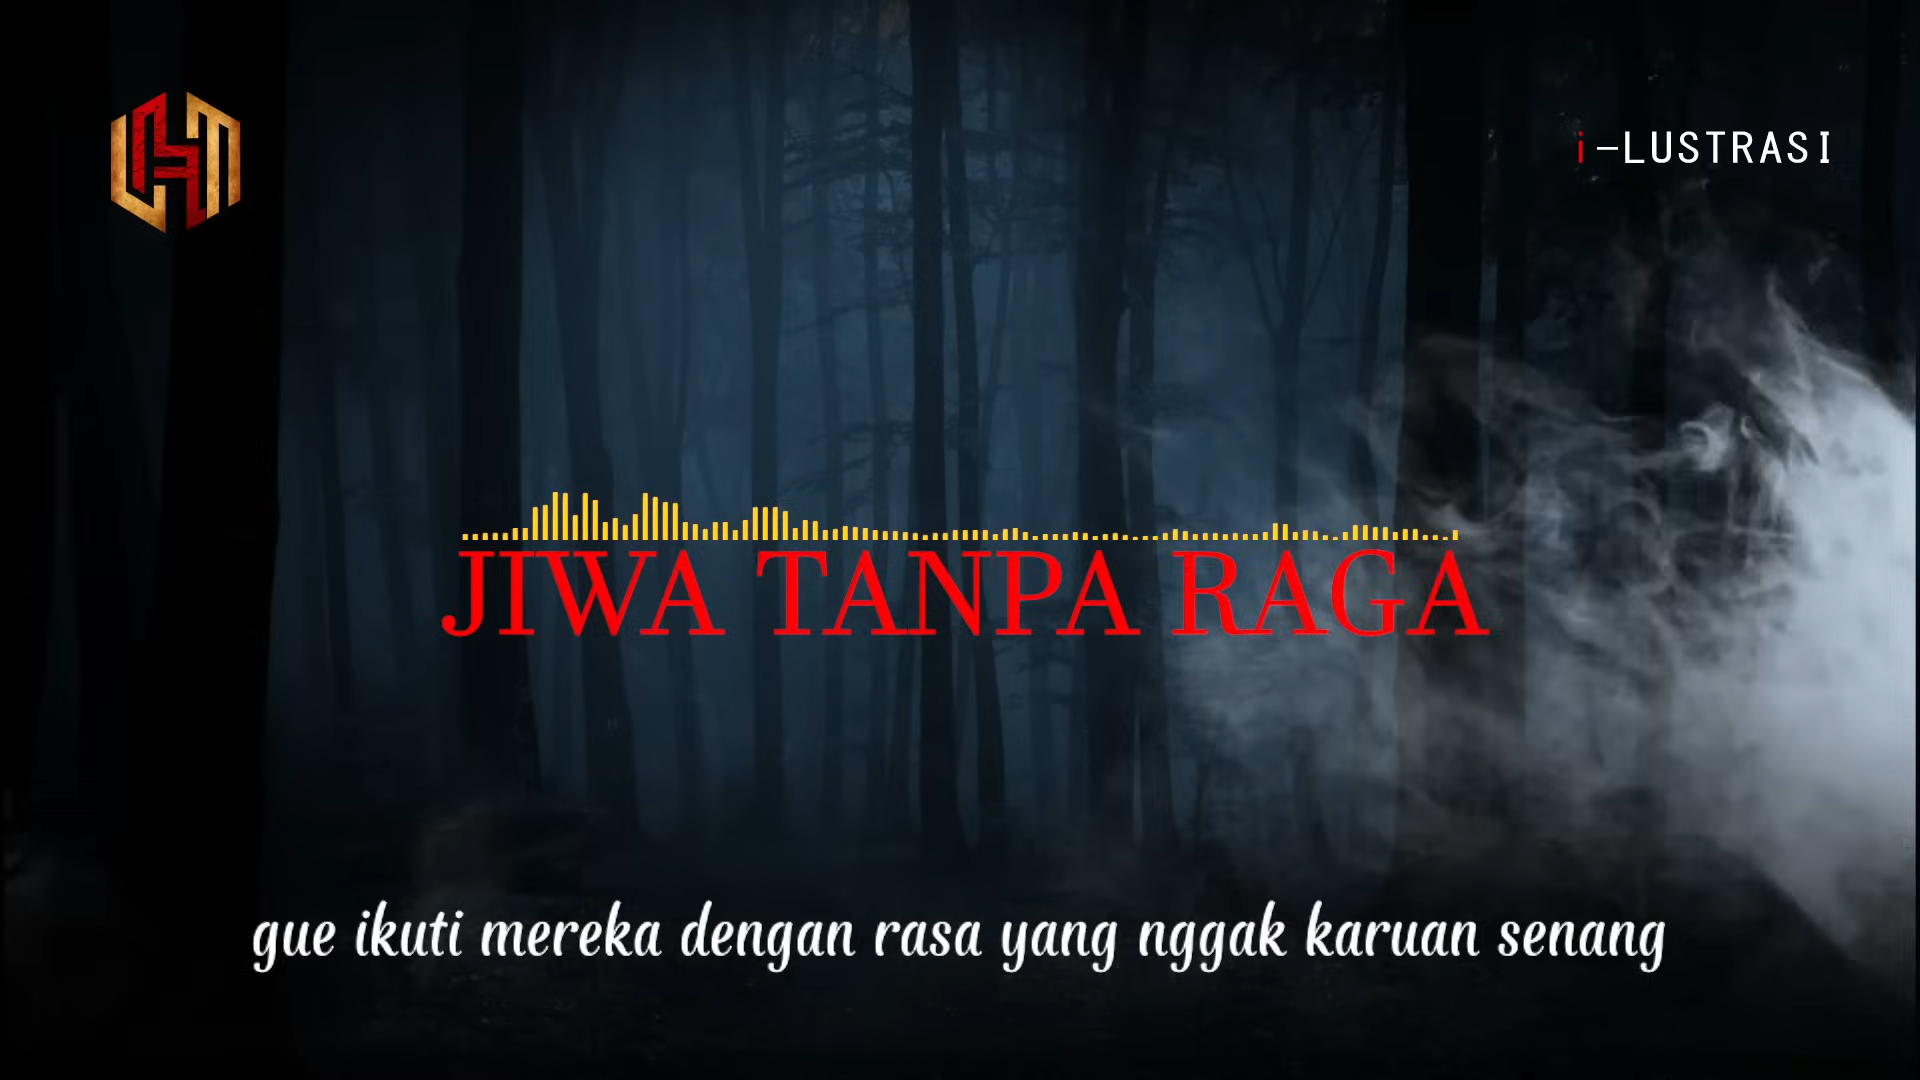 i-LUSTRASI
JIWA TANPA RAGA
gue ikuti mereka dengan rasa yang nggak karuan senang